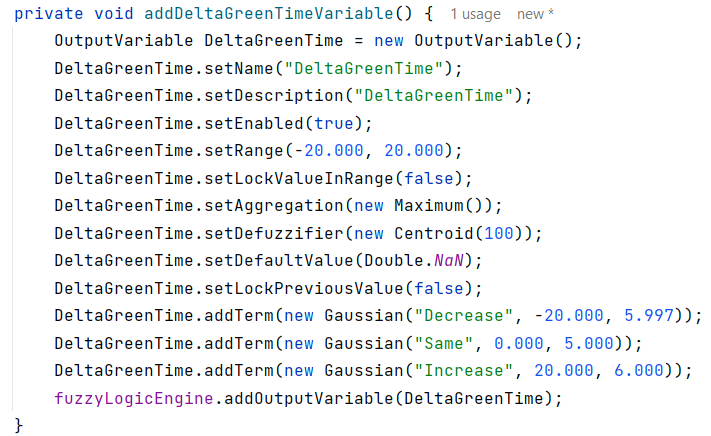 private void addDeltaGreenTimeVariable() { 1 usage new *
    OutputVariable DeltaGreenTime = new OutputVariable();
    DeltaGreenTime.setName("DeltaGreenTime");
    DeltaGreenTime.setDescription("DeltaGreenTime");
    DeltaGreenTime.setEnabled(true);
    DeltaGreenTime.setRange(-20.000, 20.000);
    DeltaGreenTime.setLockValueInRange(false);
    DeltaGreenTime.setAggregation(new Maximum());
    DeltaGreenTime.setDefuzzifier(new Centroid(100));
    DeltaGreenTime.setDefaultValue(Double.NaN);
    DeltaGreenTime.setLockPreviousValue(false);
    DeltaGreenTime.addTerm(new Gaussian("Decrease", -20.000, 5.997));
    DeltaGreenTime.addTerm(new Gaussian("Same", 0.000, 5.000));
    DeltaGreenTime.addTerm(new Gaussian("Increase", 20.000, 6.000));
    fuzzyLogicEngine.addOutputVariable(DeltaGreenTime);
}